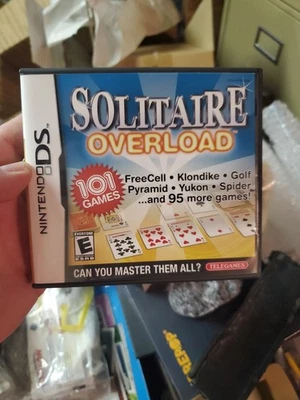 NINTENDO DS
SOLITAIRE
OVERLOAD
101
GAMES
FreeCell • Klondike • Golf
Pyramid • Yukon • Spider
...and 95 more games!
EVERYONE
E
ESRB
CAN YOU MASTER THEM ALL?
TELEGAMES